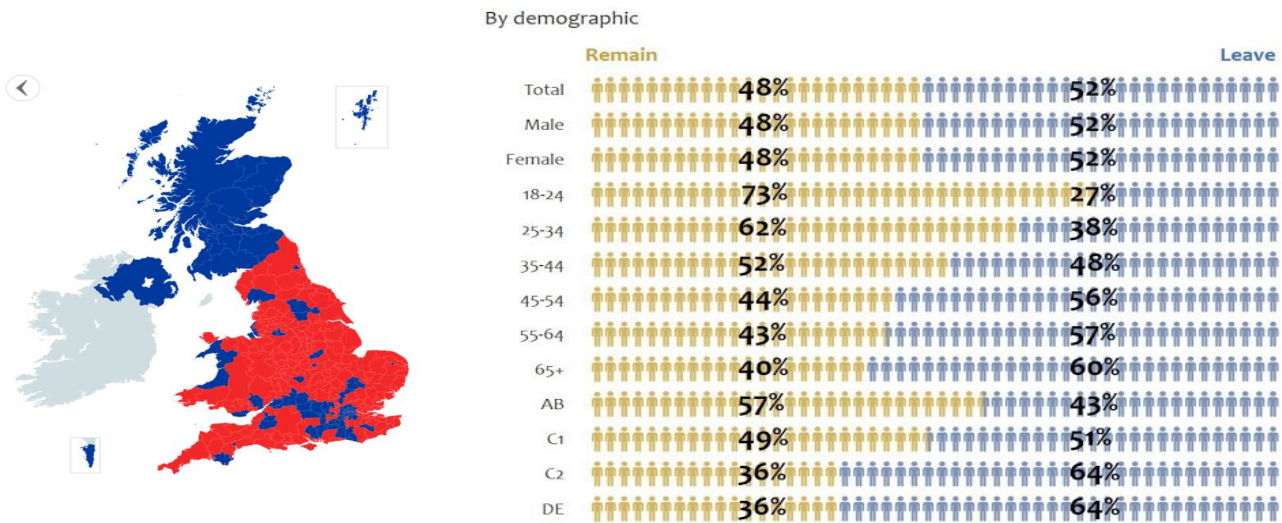 By demographic
Remain Leave
Total 48% 52%
Male 48% 52%
Female 48% 52%
18-24 73% 27%
25-34 62% 38%
35-44 52% 48%
45-54 44% 56%
55-64 43% 57%
65+ 40% 60%
AB 57% 43%
C1 49% 51%
C2 36% 64%
DE 36% 64%